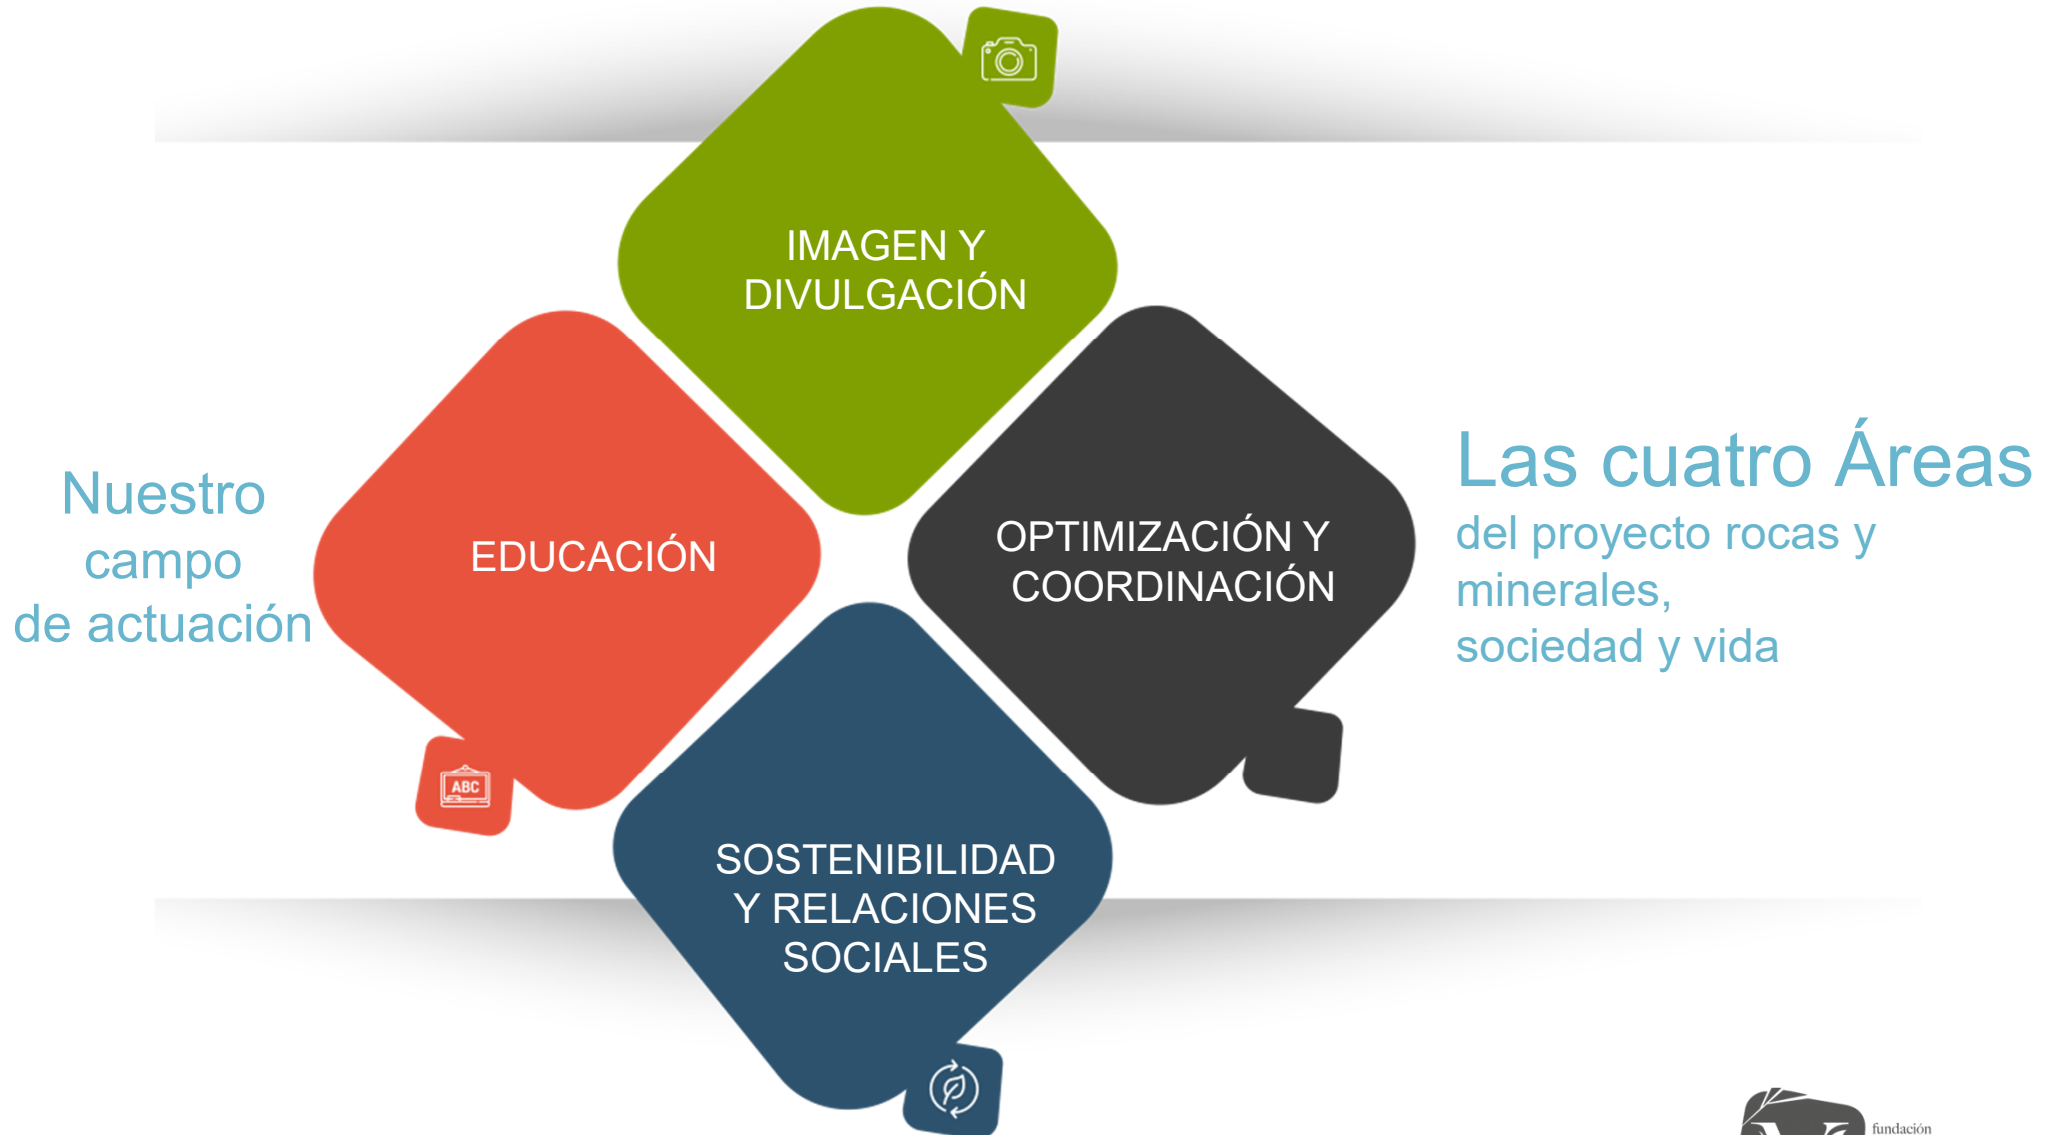 IMAGEN Y
DIVULGACIÓN
Nuestro
campo
de actuación
EDUCACIÓN
OPTIMIZACIÓN Y
COORDINACIÓN
Las cuatro Áreas
del proyecto rocas y
minerales,
sociedad y vida
ABC
SOSTENIBILIDAD
Y RELACIONES
SOCIALES
fundación